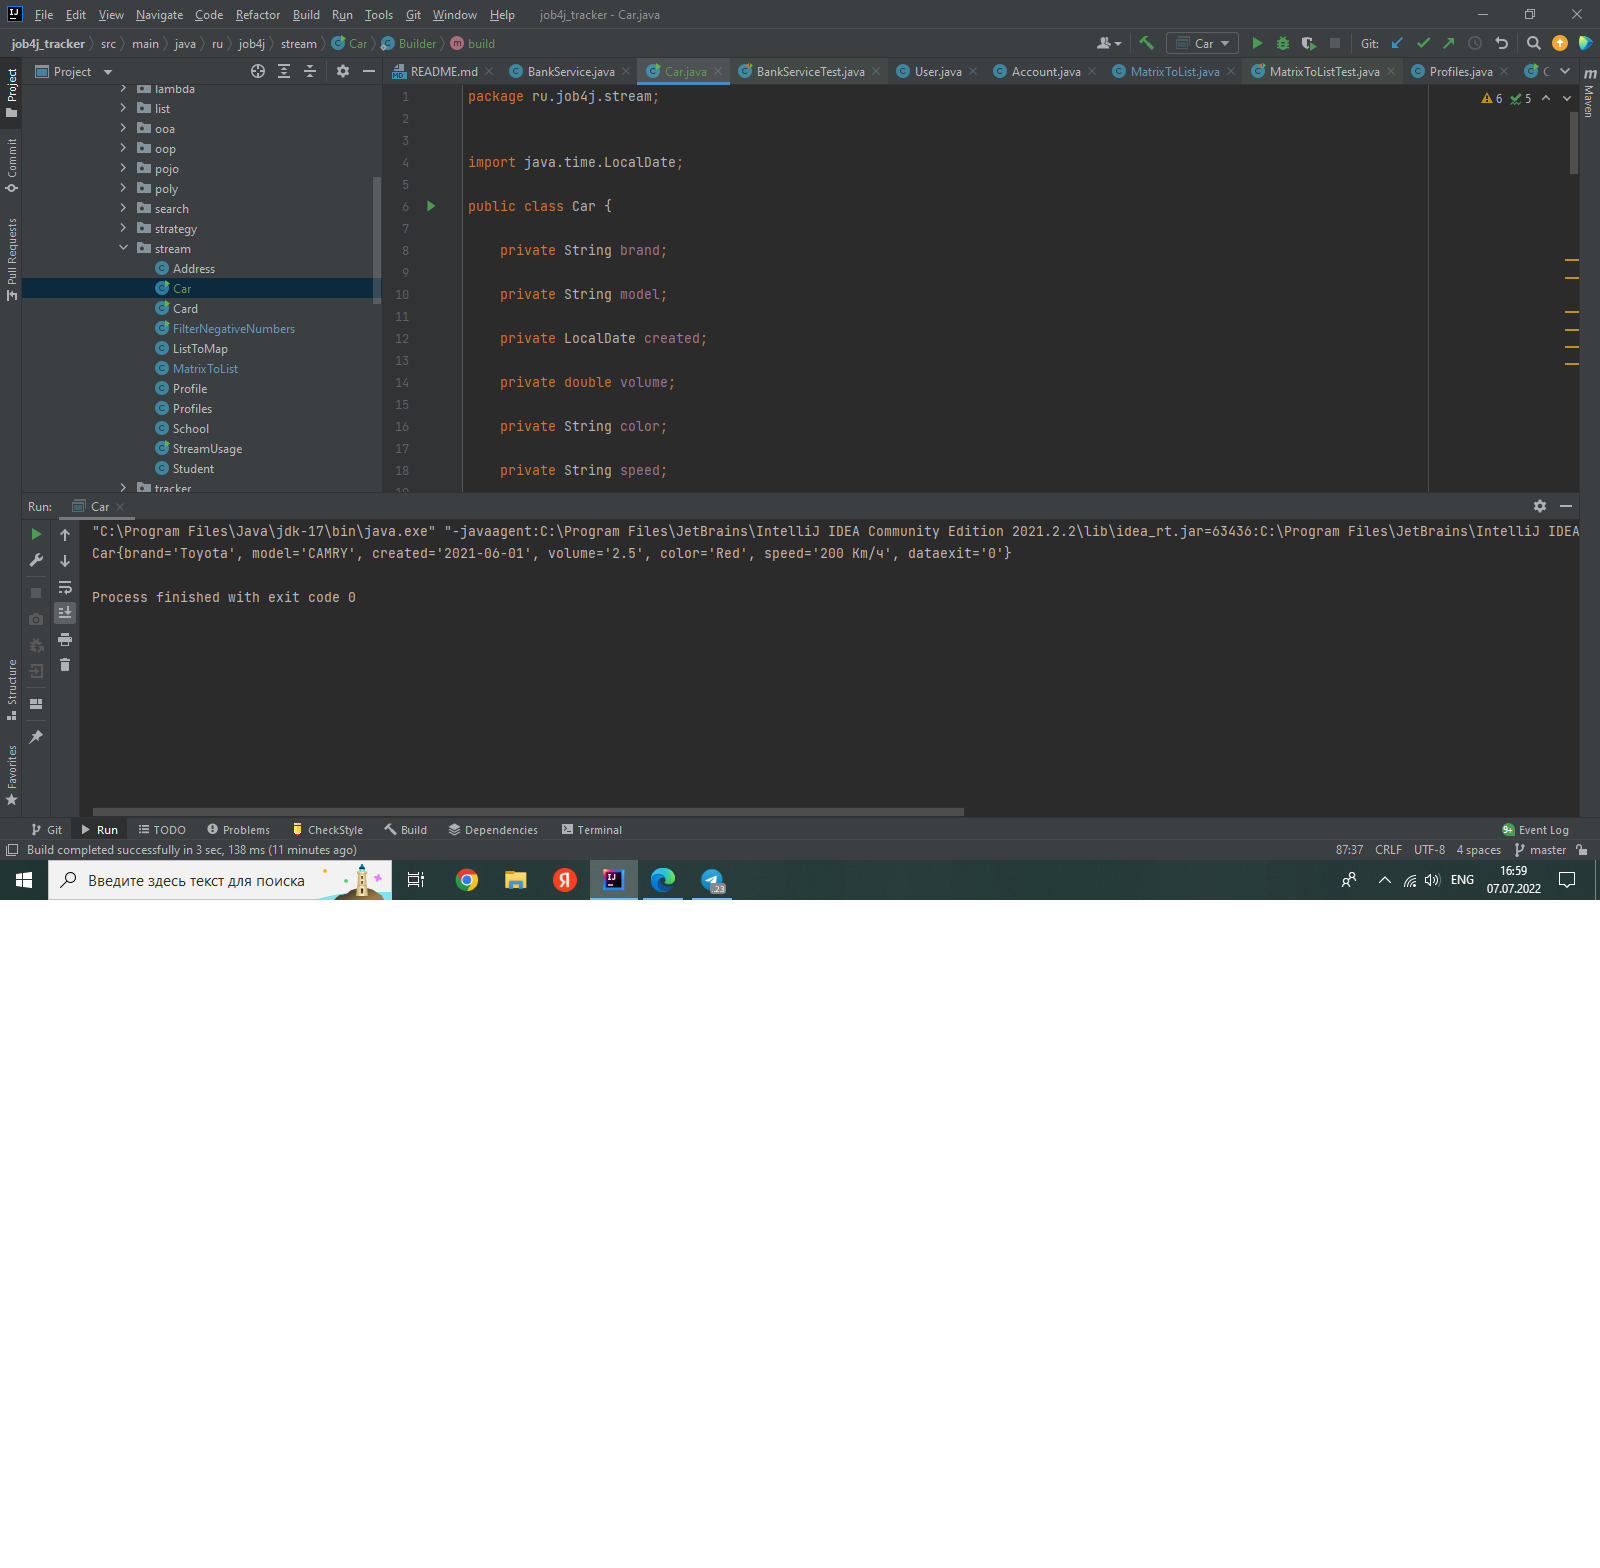 File Edit View Navigate Code Refactor Build Run Tools Git Window Help job4j_tracker - Car.java
job4j_tracker src main java ru job4j stream Car Builder build
Car Git:
Project
README.md BankService.java Car.java BankServiceTest.java User.java Account.java MatrixToList.java MatrixToListTest.java Profiles.java C
Project
Commit
Pull Requests
Structure
Favorites
Maven
lambda
list
ooa
oop
pojo
poly
search
strategy
stream
Address
Car
Card
FilterNegativeNumbers
ListToMap
MatrixToList
Profile
Profiles
School
StreamUsage
Student
tracker
6 5
1 package ru.job4j.stream;
2
3
4 import java.time.LocalDate;
5
6 public class Car {
7
8 private String brand;
9
10 private String model;
11
12 private LocalDate created;
13
14 private double volume;
15
16 private String color;
17
18 private String speed;
19
Run: Car
"C:\Program Files\Java\jdk-17\bin\java.exe" "-javaagent:C:\Program Files\JetBrains\IntelliJ IDEA Community Edition 2021.2.2\lib\idea_rt.jar=63436:C:\Program Files\JetBrains\IntelliJ IDEA
Car{brand='Toyota', model='CAMRY', created='2021-06-01', volume='2.5', color='Red', speed='200 Km/ч', dataexit='0'}
Process finished with exit code 0
Git Run TODO Problems CheckStyle Build Dependencies Terminal 9+ Event Log
Build completed successfully in 3 sec, 138 ms (11 minutes ago) 87:37 CRLF UTF-8 4 spaces master
Введите здесь текст для поиска Я .23 ENG 16:59
07.07.2022